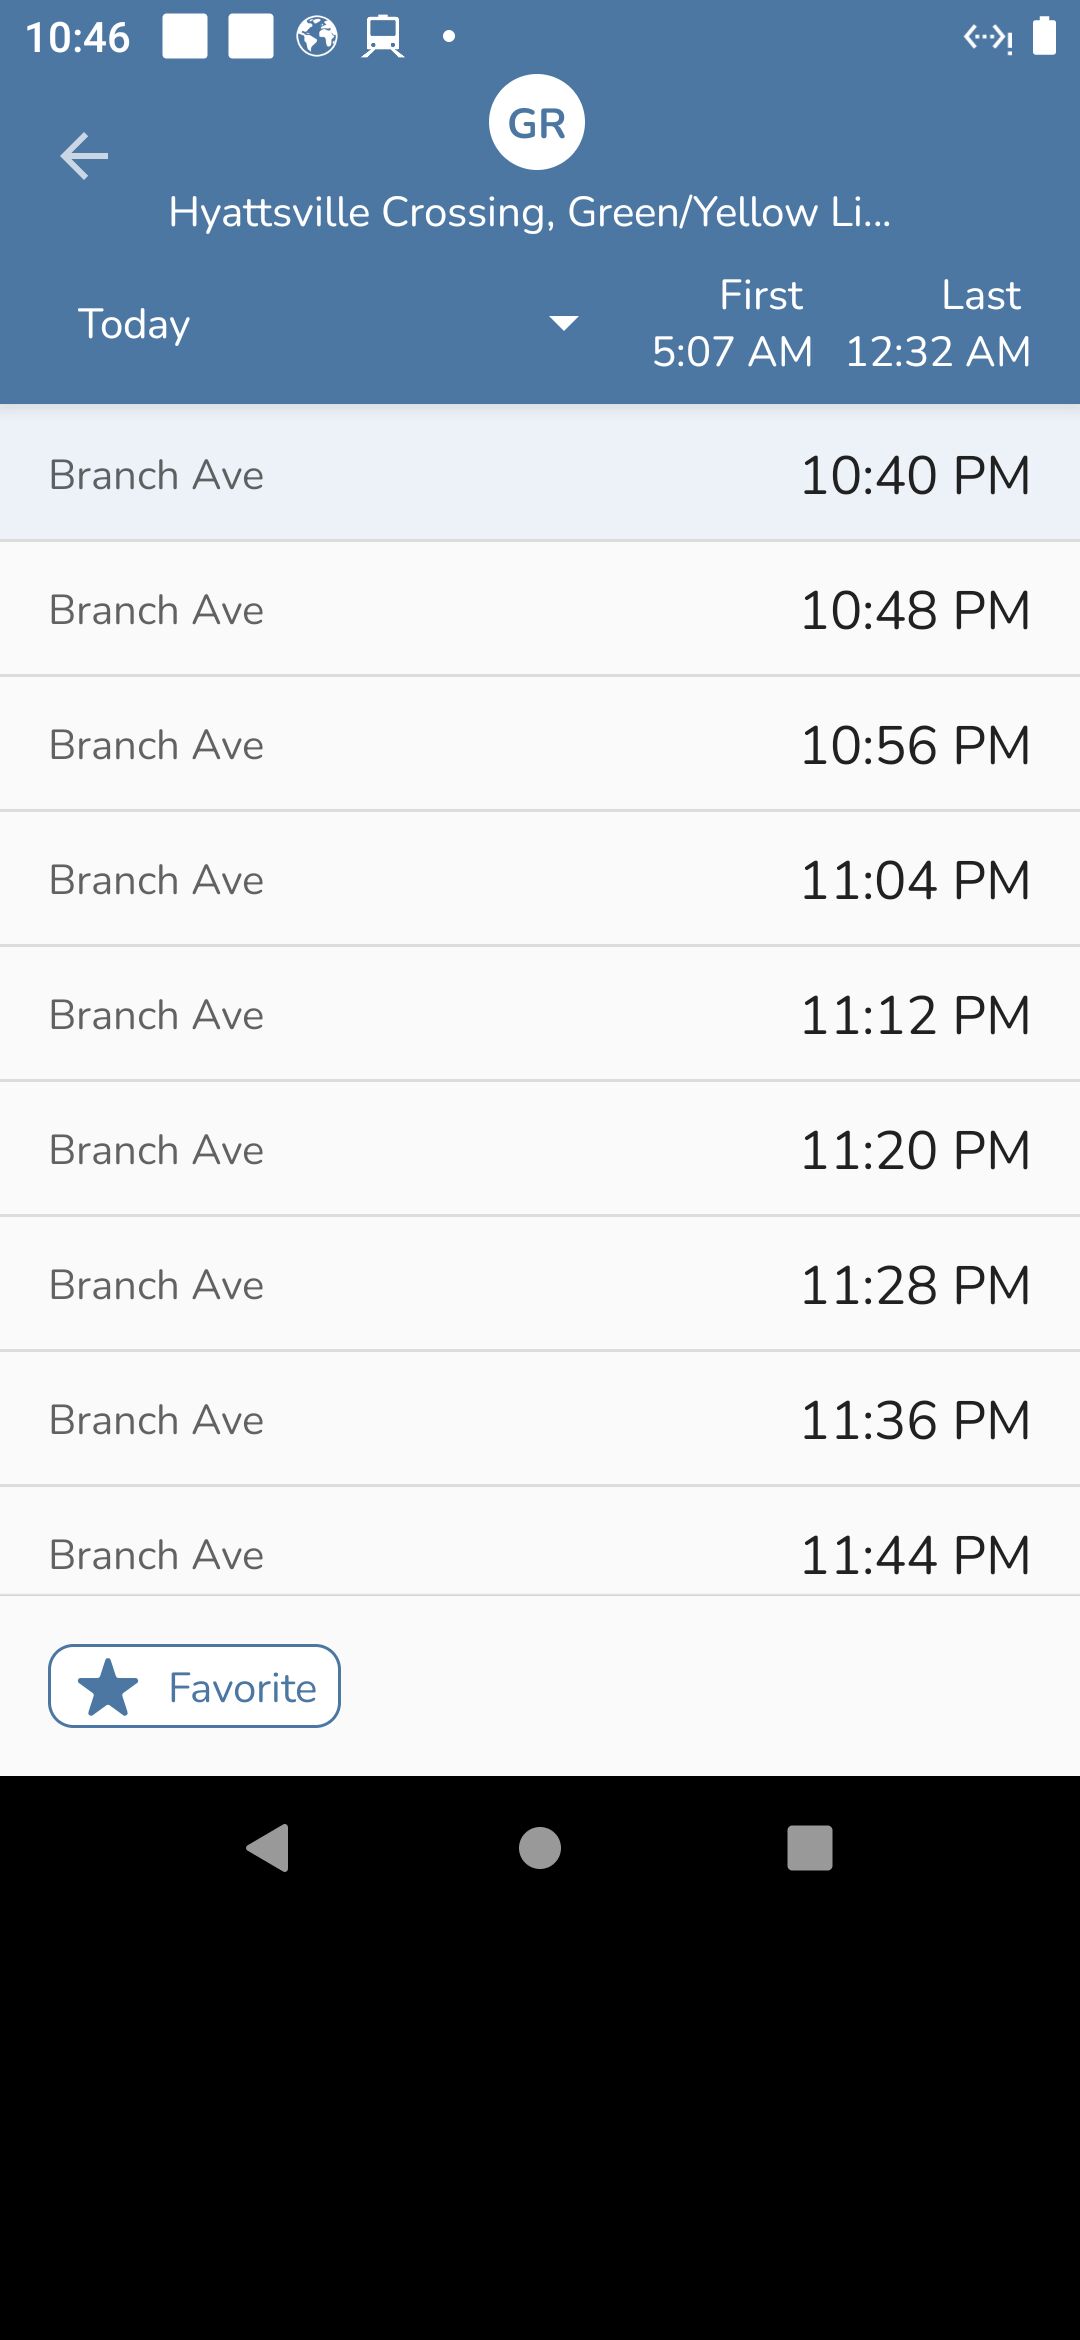 10:46
GR
Hyattsville Crossing, Green/Yellow Li...
Today
First
Last
5:07 AM
12:32 AM
Branch Ave 10:40 PM
Branch Ave 10:48 PM
Branch Ave 10:56 PM
Branch Ave 11:04 PM
Branch Ave 11:12 PM
Branch Ave 11:20 PM
Branch Ave 11:28 PM
Branch Ave 11:36 PM
Branch Ave 11:44 PM
Favorite